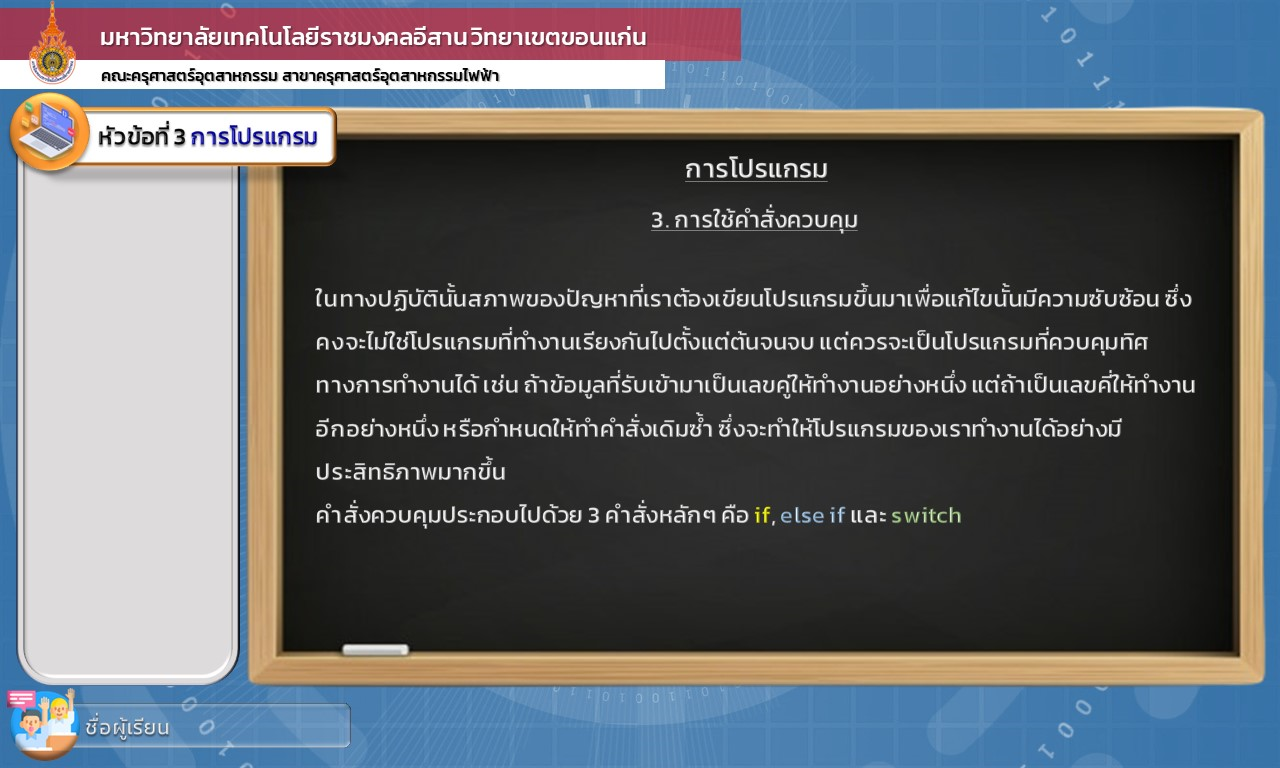 มหาวิทยาลัยเทคโนโลยีราชมงคลอีสาน วิทยาเขตขอนแก่น
คณะครุศาสตร์อุตสาหกรรม สาขาครุศาสตร์อุตสาหกรรมไฟฟ้า
หัวข้อที่ 3 การโปรแกรม
การโปรแกรม
3. การใช้คำสั่งควบคุม
ในทางปฏิบัตินั้นสภาพของปัญหาที่เราต้องเขียนโปรแกรมขึ้นมาเพื่อแก้ไขนั้นมีความซับซ้อน ซึ่ง
คงจะไม่ใช่โปรแกรมที่ทำงานเรียงกันไปตั้งแต่ต้นจนจบ แต่ควรจะเป็นโปรแกรมที่ควบคุมทิศ
ทางการทำงานได้ เช่น ถ้าข้อมูลที่รับเข้ามาเป็นเลขคู่ให้ทำงานอย่างหนึ่ง แต่ถ้าเป็นเลขคี่ให้ทำงาน
อีกอย่างหนึ่ง หรือกำหนดให้ทำคำสั่งเดิมซ้ำ ซึ่งจะทำให้โปรแกรมของเราทำงานได้อย่างมี
ประสิทธิภาพมากขึ้น
คำสั่งควบคุมประกอบไปด้วย 3 คำสั่งหลักๆ คือ if, else if และ switch
ชื่อผู้เรียน